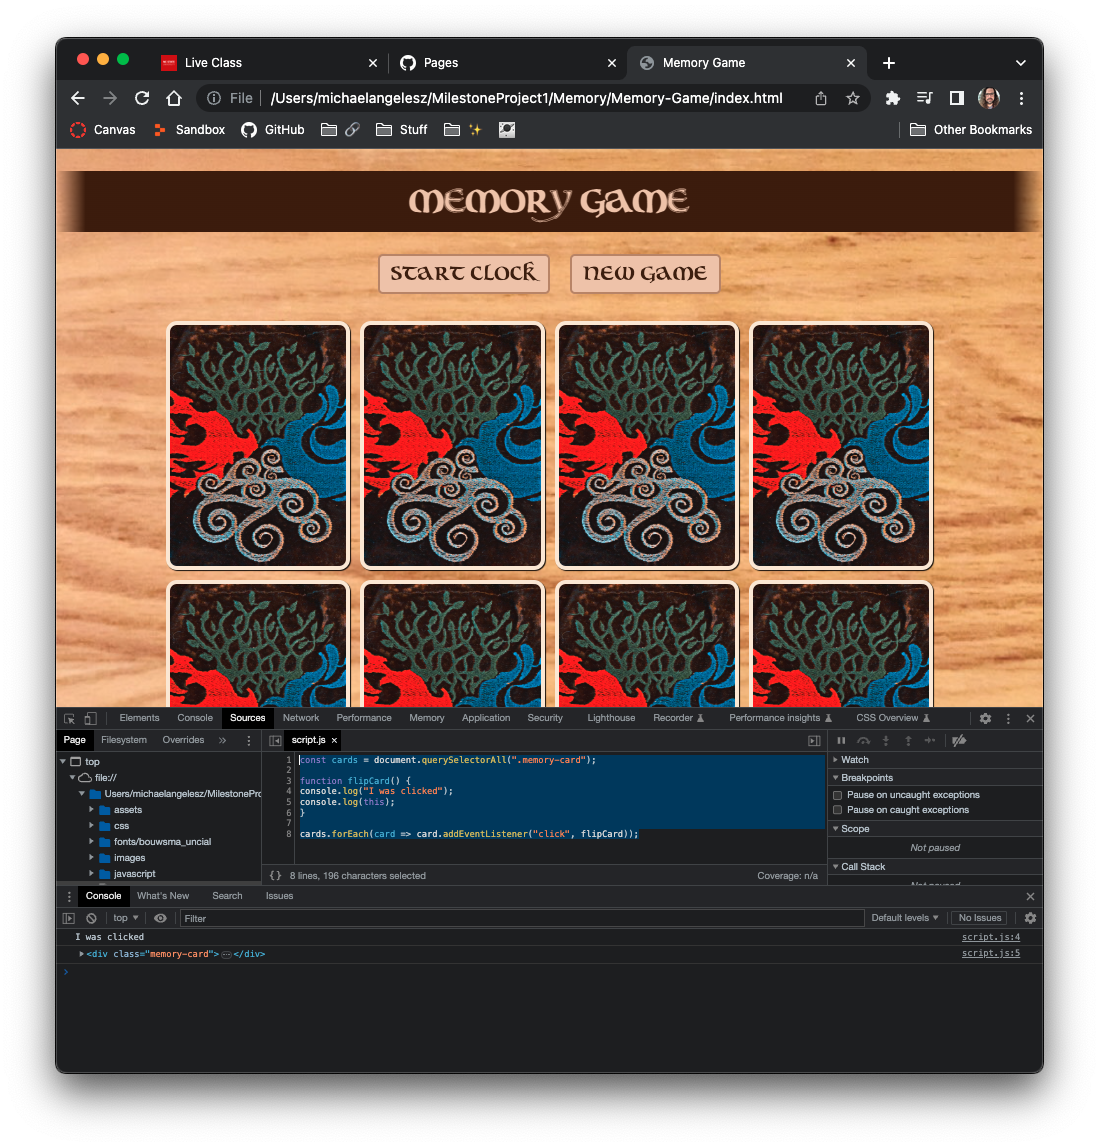 Live Class
Pages
Memory Game
File
/Users/michaelangelesz/MilestoneProject1/Memory/Memory-Game/index.html
Canvas
Sandbox
GitHub
Stuff
Other Bookmarks
MEMORY GAME
START CLOCK
NEW GAME
Elements
Console
Sources
Network
Performance
Memory
Application
Security
Lighthouse
Recorder
Performance insights
CSS Overview
Page
Filesystem
Overrides
script.js
top
file://
Users/michaelangelesz/MilestonePro
assets
css
fonts/bouwsma_uncial
images
javascript
1 const cards = document.querySelectorAll(".memory-card");
2
3 function flipCard() {
4 console.log("I was clicked");
5 console.log(this);
6 }
7
8 cards.forEach(card => card.addEventListener("click", flipCard));
{ } 8 lines, 196 characters selected
Coverage: n/a
Watch
Breakpoints
Pause on uncaught exceptions
Pause on caught exceptions
Scope
Not paused
Call Stack
Not paused
Console
What's New
Search
Issues
top
Filter
Default levels
No Issues
I was clicked
script.js:4
<div class="memory-card">…</div>
script.js:5